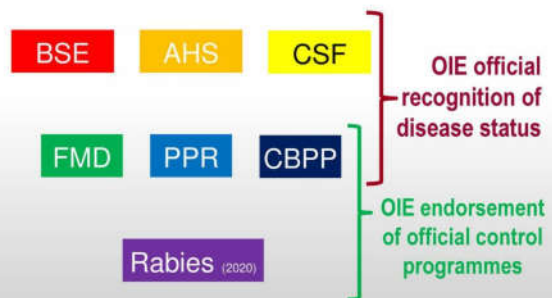 BSE AHS CSF
OIE official
recognition of
disease status
FMD PPR CBPP
OIE endorsement
of official control
programmes
Rabies (2020)